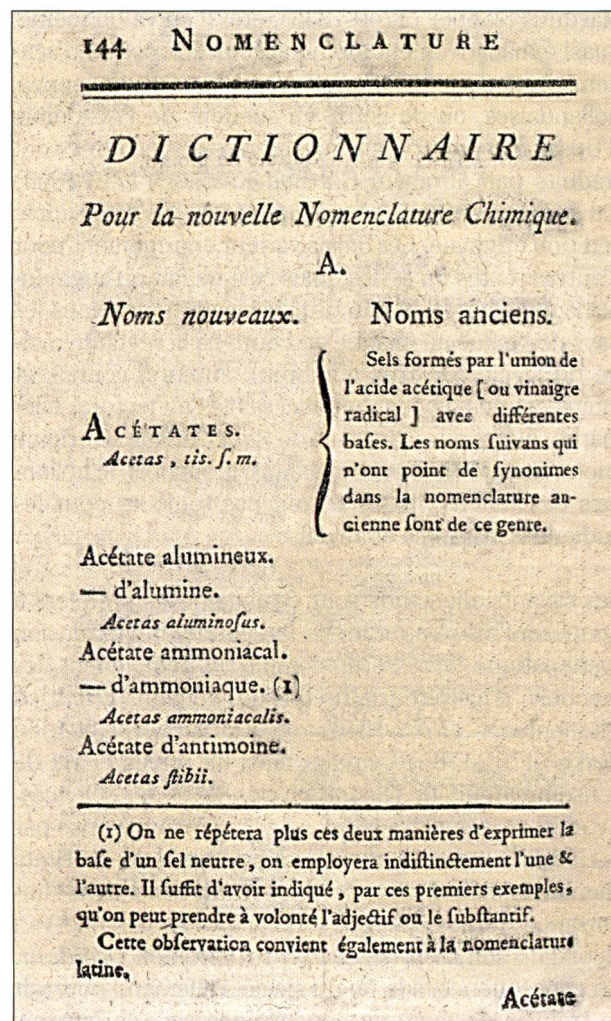 144 NOMENCLATURE
DICTIONNAIRE
Pour la nouvelle Nomenclature Chimique.
A.
Noms nouveaux. Noms anciens.
ACÉTATES.
Acetas, tis. ſ. m.
Sels formés par l'union de
l'acide acétique [ ou vinaigre
radical ] avec différentes
baſes. Les noms ſuivans qui
n'ont point de ſynonimes
dans la nomenclature an-
cienne ſont de ce genre.
Acétate alumineux.
— d'alumine.
Acetas aluminoſus.
Acétate ammoniacal.
— d'ammoniaque. (1)
Acetas ammoniacalis.
Acétate d'antimoine.
Acetas ſtibii.
(1) On ne répétera plus ces deux manières d'exprimer la
baſe d'un ſel neutre, on employera indiſtinctement l'une &
l'autre. Il ſuffit d'avoir indiqué, par ces premiers exemples,
qu'on peut prendre à volonté l'adjectif ou le ſubſtantif.
Cette obſervation convient également à la nomenclature
latine.
Acétate